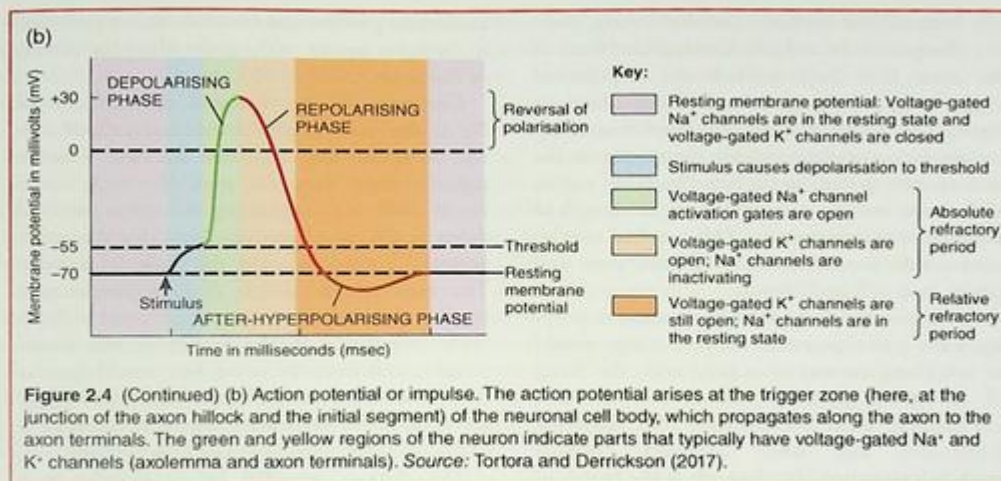 (b)
Membrane potential in millivolts (mV)
+30
0
−55
−70
DEPOLARISING
PHASE
REPOLARISING
PHASE
Reversal of
polarisation
Threshold
Resting
membrane
potential
Stimulus
AFTER-HYPERPOLARISING PHASE
Time in milliseconds (msec)
Key:
Resting membrane potential: Voltage-gated
Na⁺ channels are in the resting state and
voltage-gated K⁺ channels are closed
Stimulus causes depolarisation to threshold
Voltage-gated Na⁺ channel
activation gates are open
Voltage-gated K⁺ channels are
open; Na⁺ channels are
inactivating
Absolute
refractory
period
Voltage-gated K⁺ channels are
still open; Na⁺ channels are in
the resting state
Relative
refractory
period
Figure 2.4 (Continued) (b) Action potential or impulse. The action potential arises at the trigger zone (here, at the
junction of the axon hillock and the initial segment) of the neuronal cell body, which propagates along the axon to the
axon terminals. The green and yellow regions of the neuron indicate parts that typically have voltage-gated Na⁺ and
K⁺ channels (axolemma and axon terminals). Source: Tortora and Derrickson (2017).